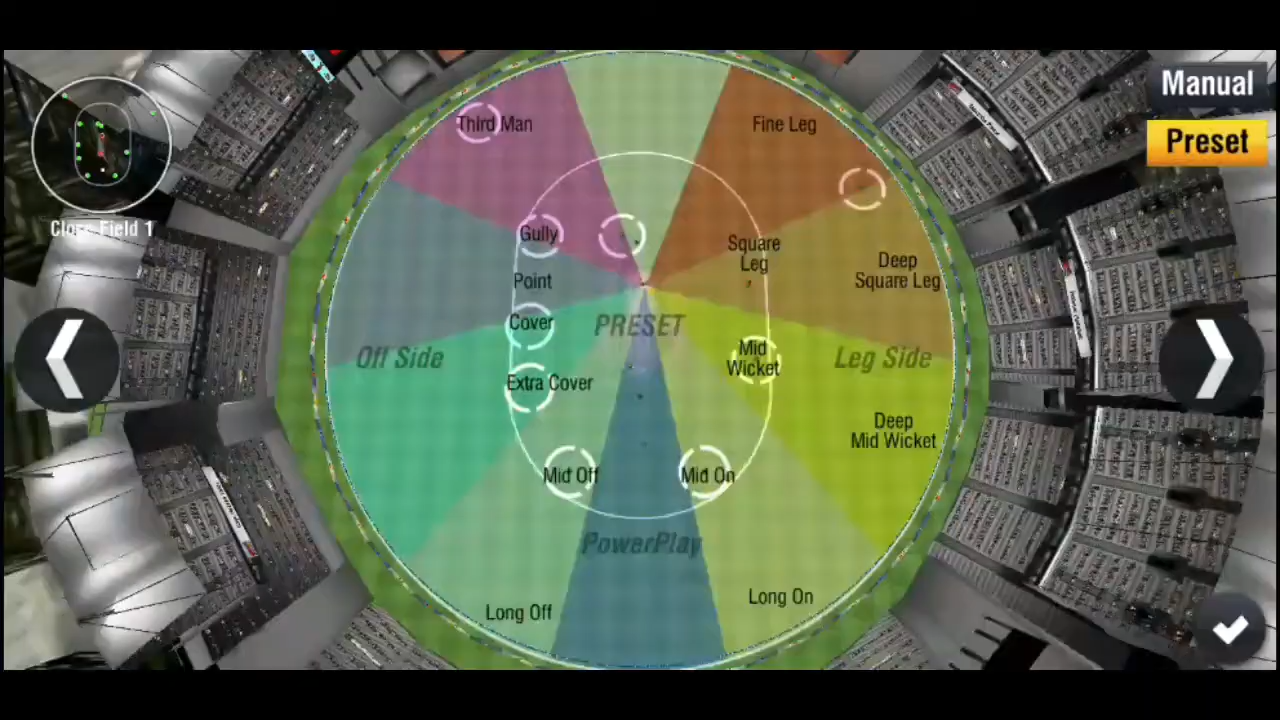 Manual
Preset
Close Field 1
Third Man
Fine Leg
Gully
Square
Leg
Point
Deep
Square Leg
Cover
PRESET
Off Side
Mid
Wicket
Leg Side
Extra Cover
Deep
Mid Wicket
Mid Off
Mid On
PowerPlay
Long Off
Long On